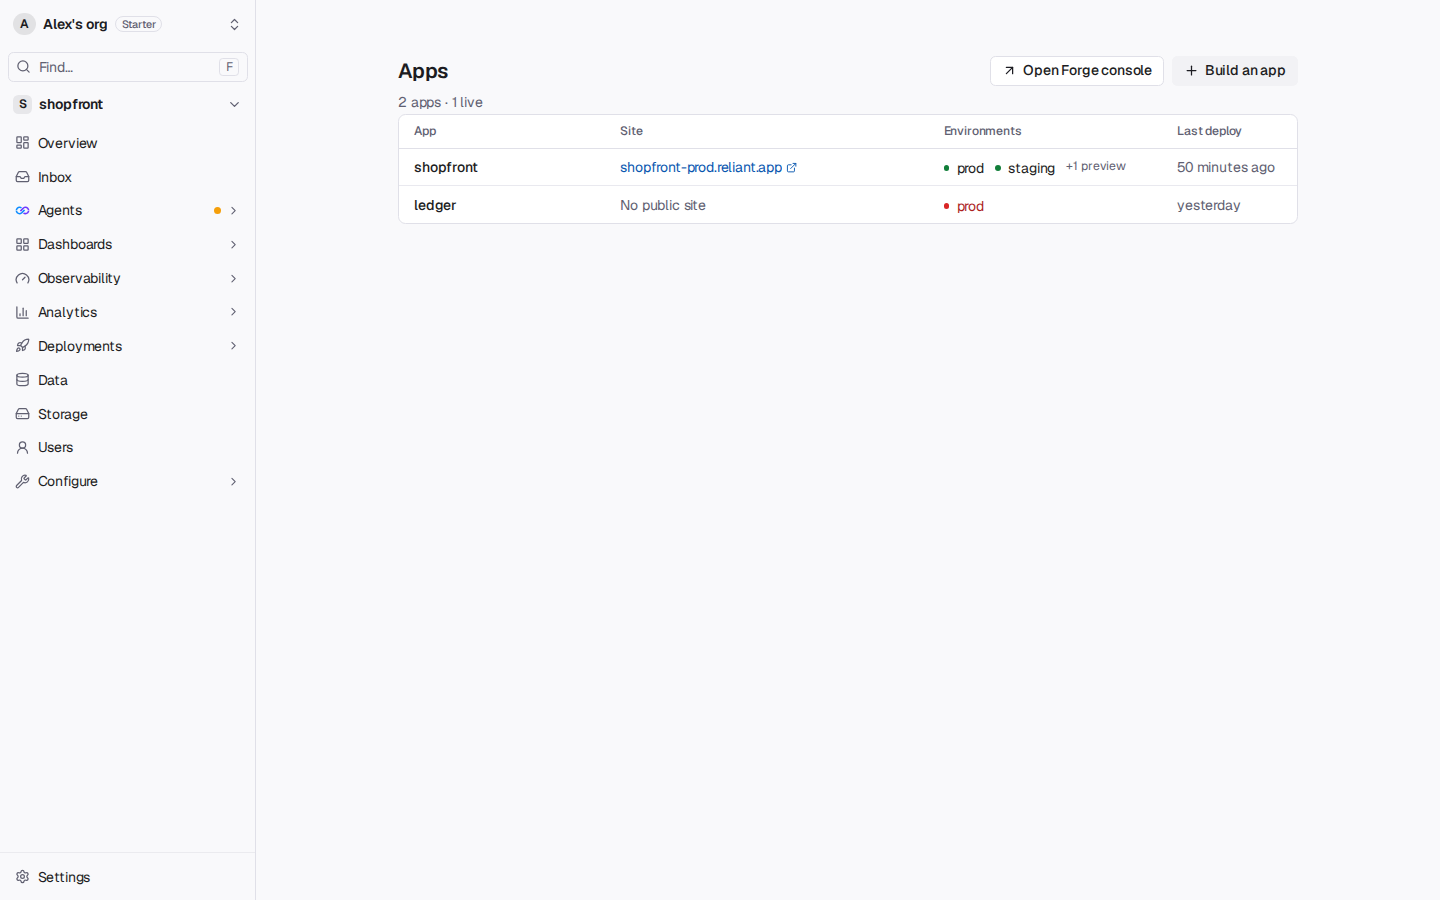 A Alex's org Starter
Find... F
S shopfront
Overview
Inbox
Agents
Dashboards
Observability
Analytics
Deployments
Data
Storage
Users
Configure
Settings
Apps
Open Forge console
Build an app
2 apps · 1 live
App Site Environments Last deploy
shopfront shopfront-prod.reliant.app prod staging +1 preview 50 minutes ago
ledger No public site prod yesterday